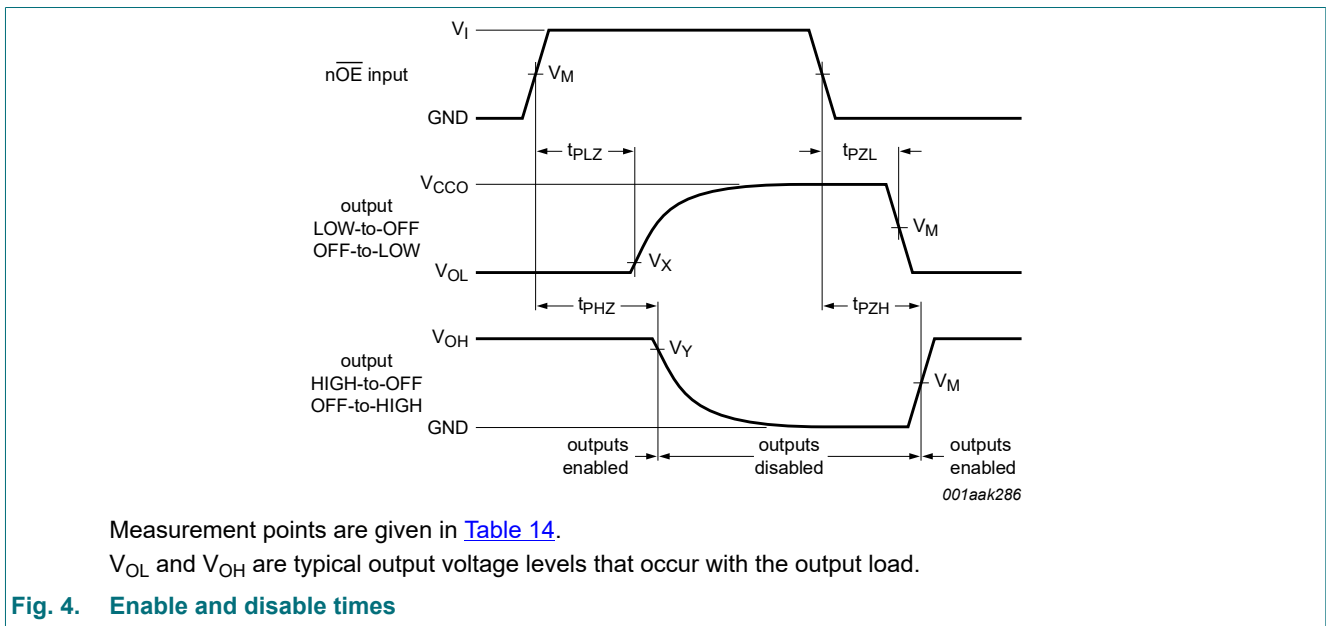 V_I
nOE input
V_M
GND
t_PLZ
t_PZL
V_CCO
output
LOW-to-OFF
OFF-to-LOW
V_M
V_OL
V_X
t_PHZ
t_PZH
V_OH
output
HIGH-to-OFF
OFF-to-HIGH
V_Y
V_M
GND
outputs enabled
outputs disabled
outputs enabled
001aak286
Measurement points are given in Table 14.
V_OL and V_OH are typical output voltage levels that occur with the output load.
Fig. 4. Enable and disable times